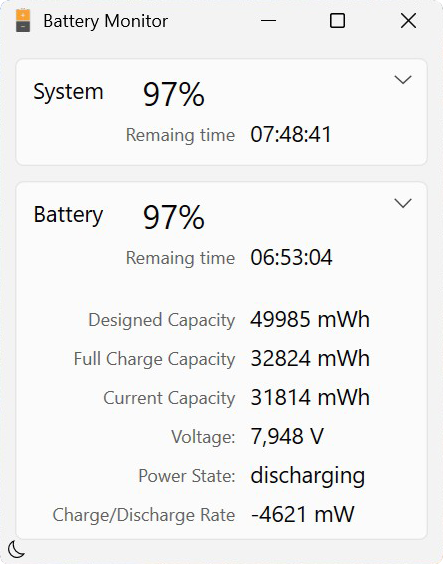 Battery Monitor
System 97%
Remaing time 07:48:41
Battery 97%
Remaing time 06:53:04
Designed Capacity 49985 mWh
Full Charge Capacity 32824 mWh
Current Capacity 31814 mWh
Voltage: 7,948 V
Power State: discharging
Charge/Discharge Rate -4621 mW